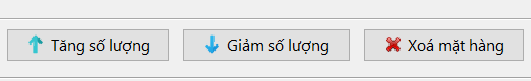 Tăng số lượng Giảm số lượng Xoá mặt hàng